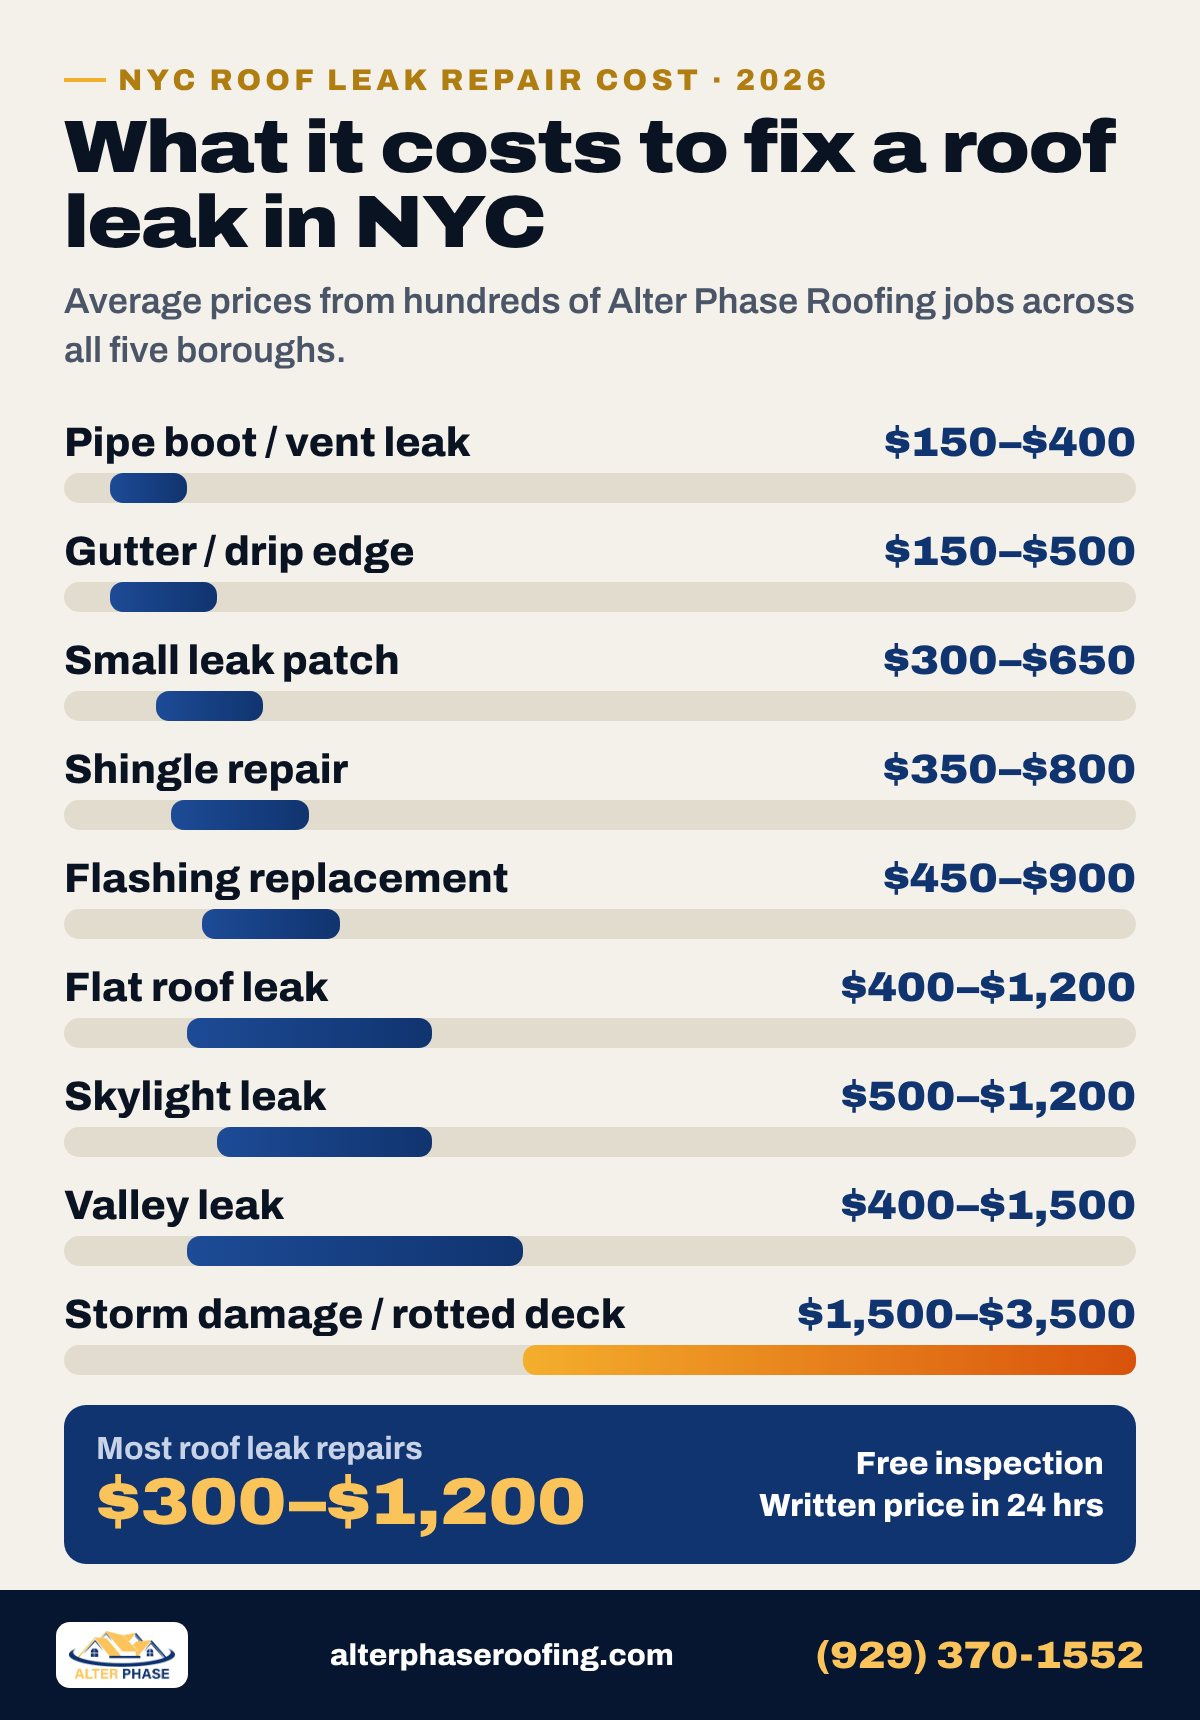 NYC ROOF LEAK REPAIR COST · 2026
What it costs to fix a roof
leak in NYC
Average prices from hundreds of Alter Phase Roofing jobs across
all five boroughs.
Pipe boot / vent leak $150–$400
Gutter / drip edge $150–$500
Small leak patch $300–$650
Shingle repair $350–$800
Flashing replacement $450–$900
Flat roof leak $400–$1,200
Skylight leak $500–$1,200
Valley leak $400–$1,500
Storm damage / rotted deck $1,500–$3,500
Most roof leak repairs
$300–$1,200
Free inspection
Written price in 24 hrs
ALTER PHASE
alterphaseroofing.com
(929) 370-1552